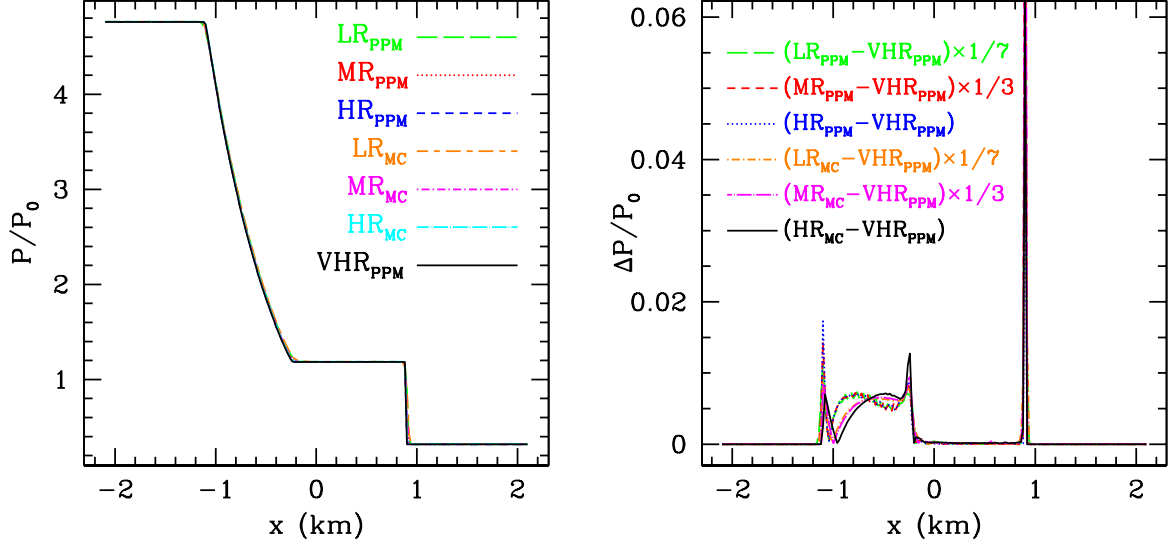 LR_PPM
MR_PPM
HR_PPM
LR_MC
MR_MC
HR_MC
VHR_PPM
4
3
2
1
P/P_0
−2 −1 0 1 2
x (km)
0.06
0.04
0.02
0
ΔP/P_0
(LR_PPM−VHR_PPM)×1/7
(MR_PPM−VHR_PPM)×1/3
(HR_PPM−VHR_PPM)
(LR_MC−VHR_PPM)×1/7
(MR_MC−VHR_PPM)×1/3
(HR_MC−VHR_PPM)
−2 −1 0 1 2
x (km)